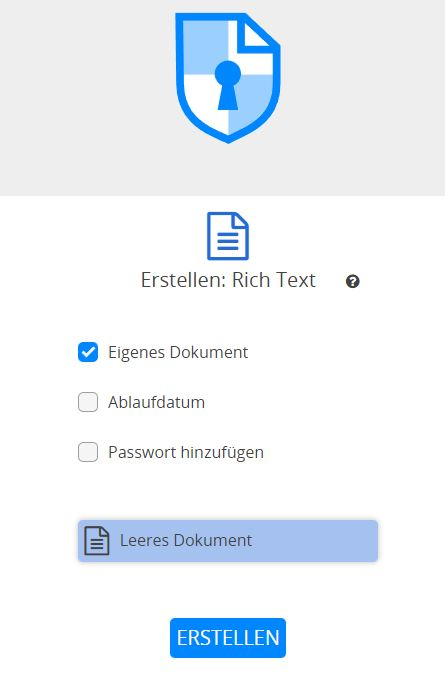 Erstellen: Rich Text ?
Eigenes Dokument
Ablaufdatum
Passwort hinzufügen
Leeres Dokument
ERSTELLEN